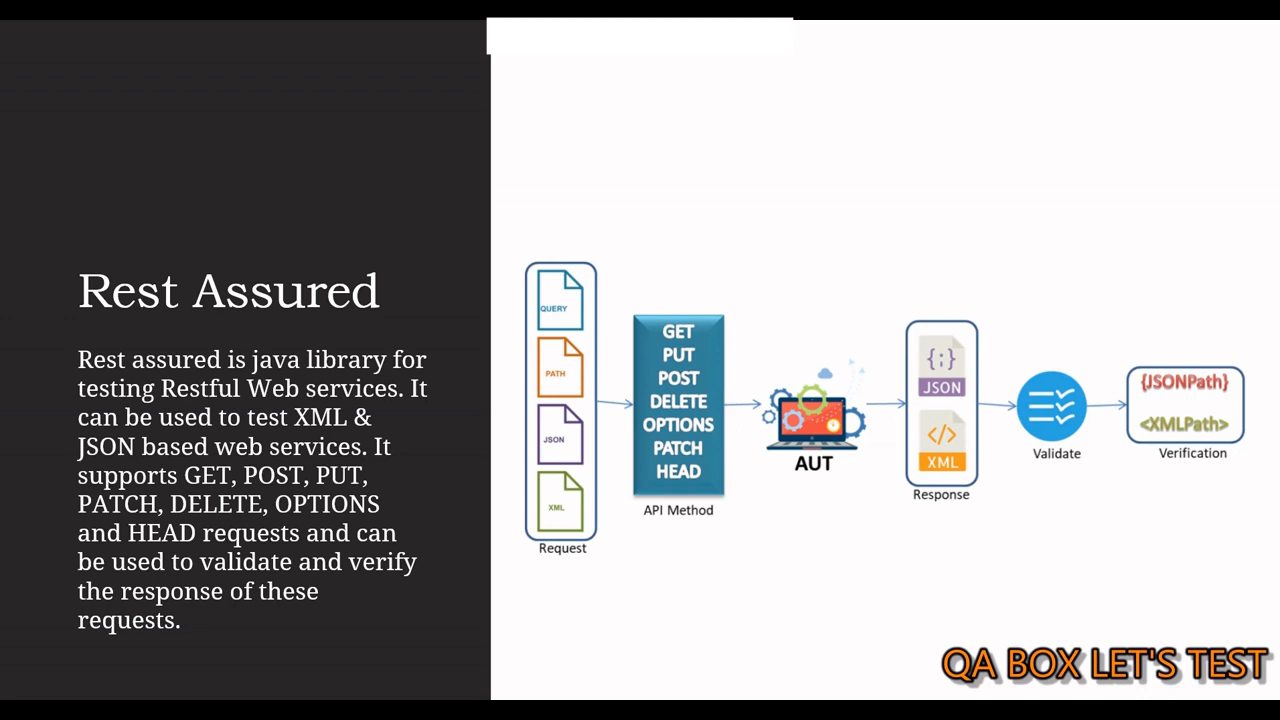 Rest Assured
Rest assured is java library for
testing Restful Web services. It
can be used to test XML &
JSON based web services. It
supports GET, POST, PUT,
PATCH, DELETE, OPTIONS
and HEAD requests and can
be used to validate and verify
the response of these
requests.
QUERY
PATH
JSON
XML
Request
GET
PUT
POST
DELETE
OPTIONS
PATCH
HEAD
API Method
AUT
{;}
JSON
</>
XML
Response
Validate
{JSONPath}
<XMLPath>
Verification
QA BOX LET'S TEST